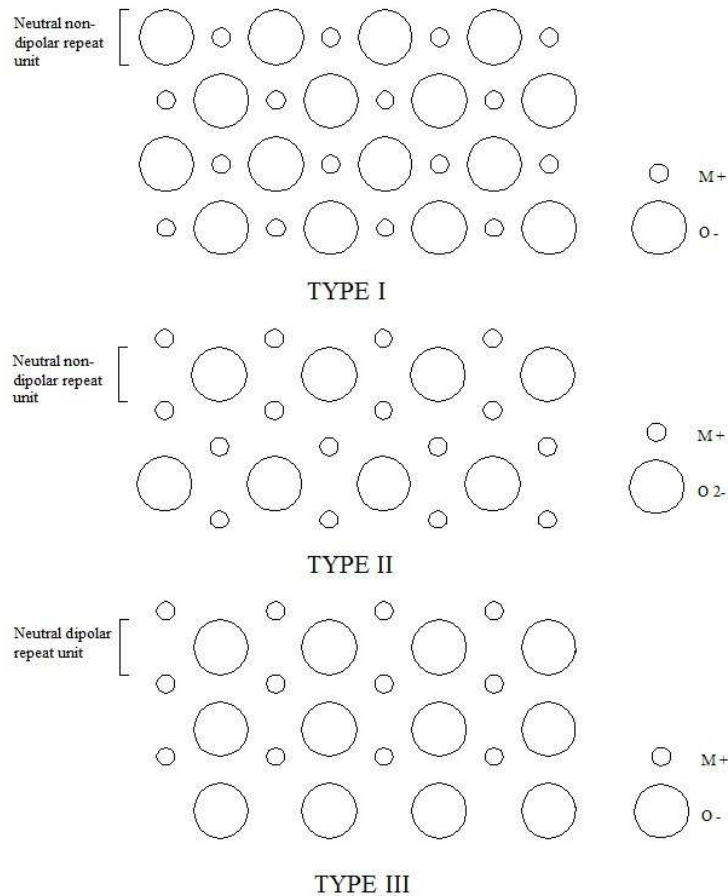 Neutral non-
dipolar repeat
unit
M +
O -
TYPE I
Neutral non-
dipolar repeat
unit
M +
O 2-
TYPE II
Neutral dipolar
repeat unit
M +
O -
TYPE III